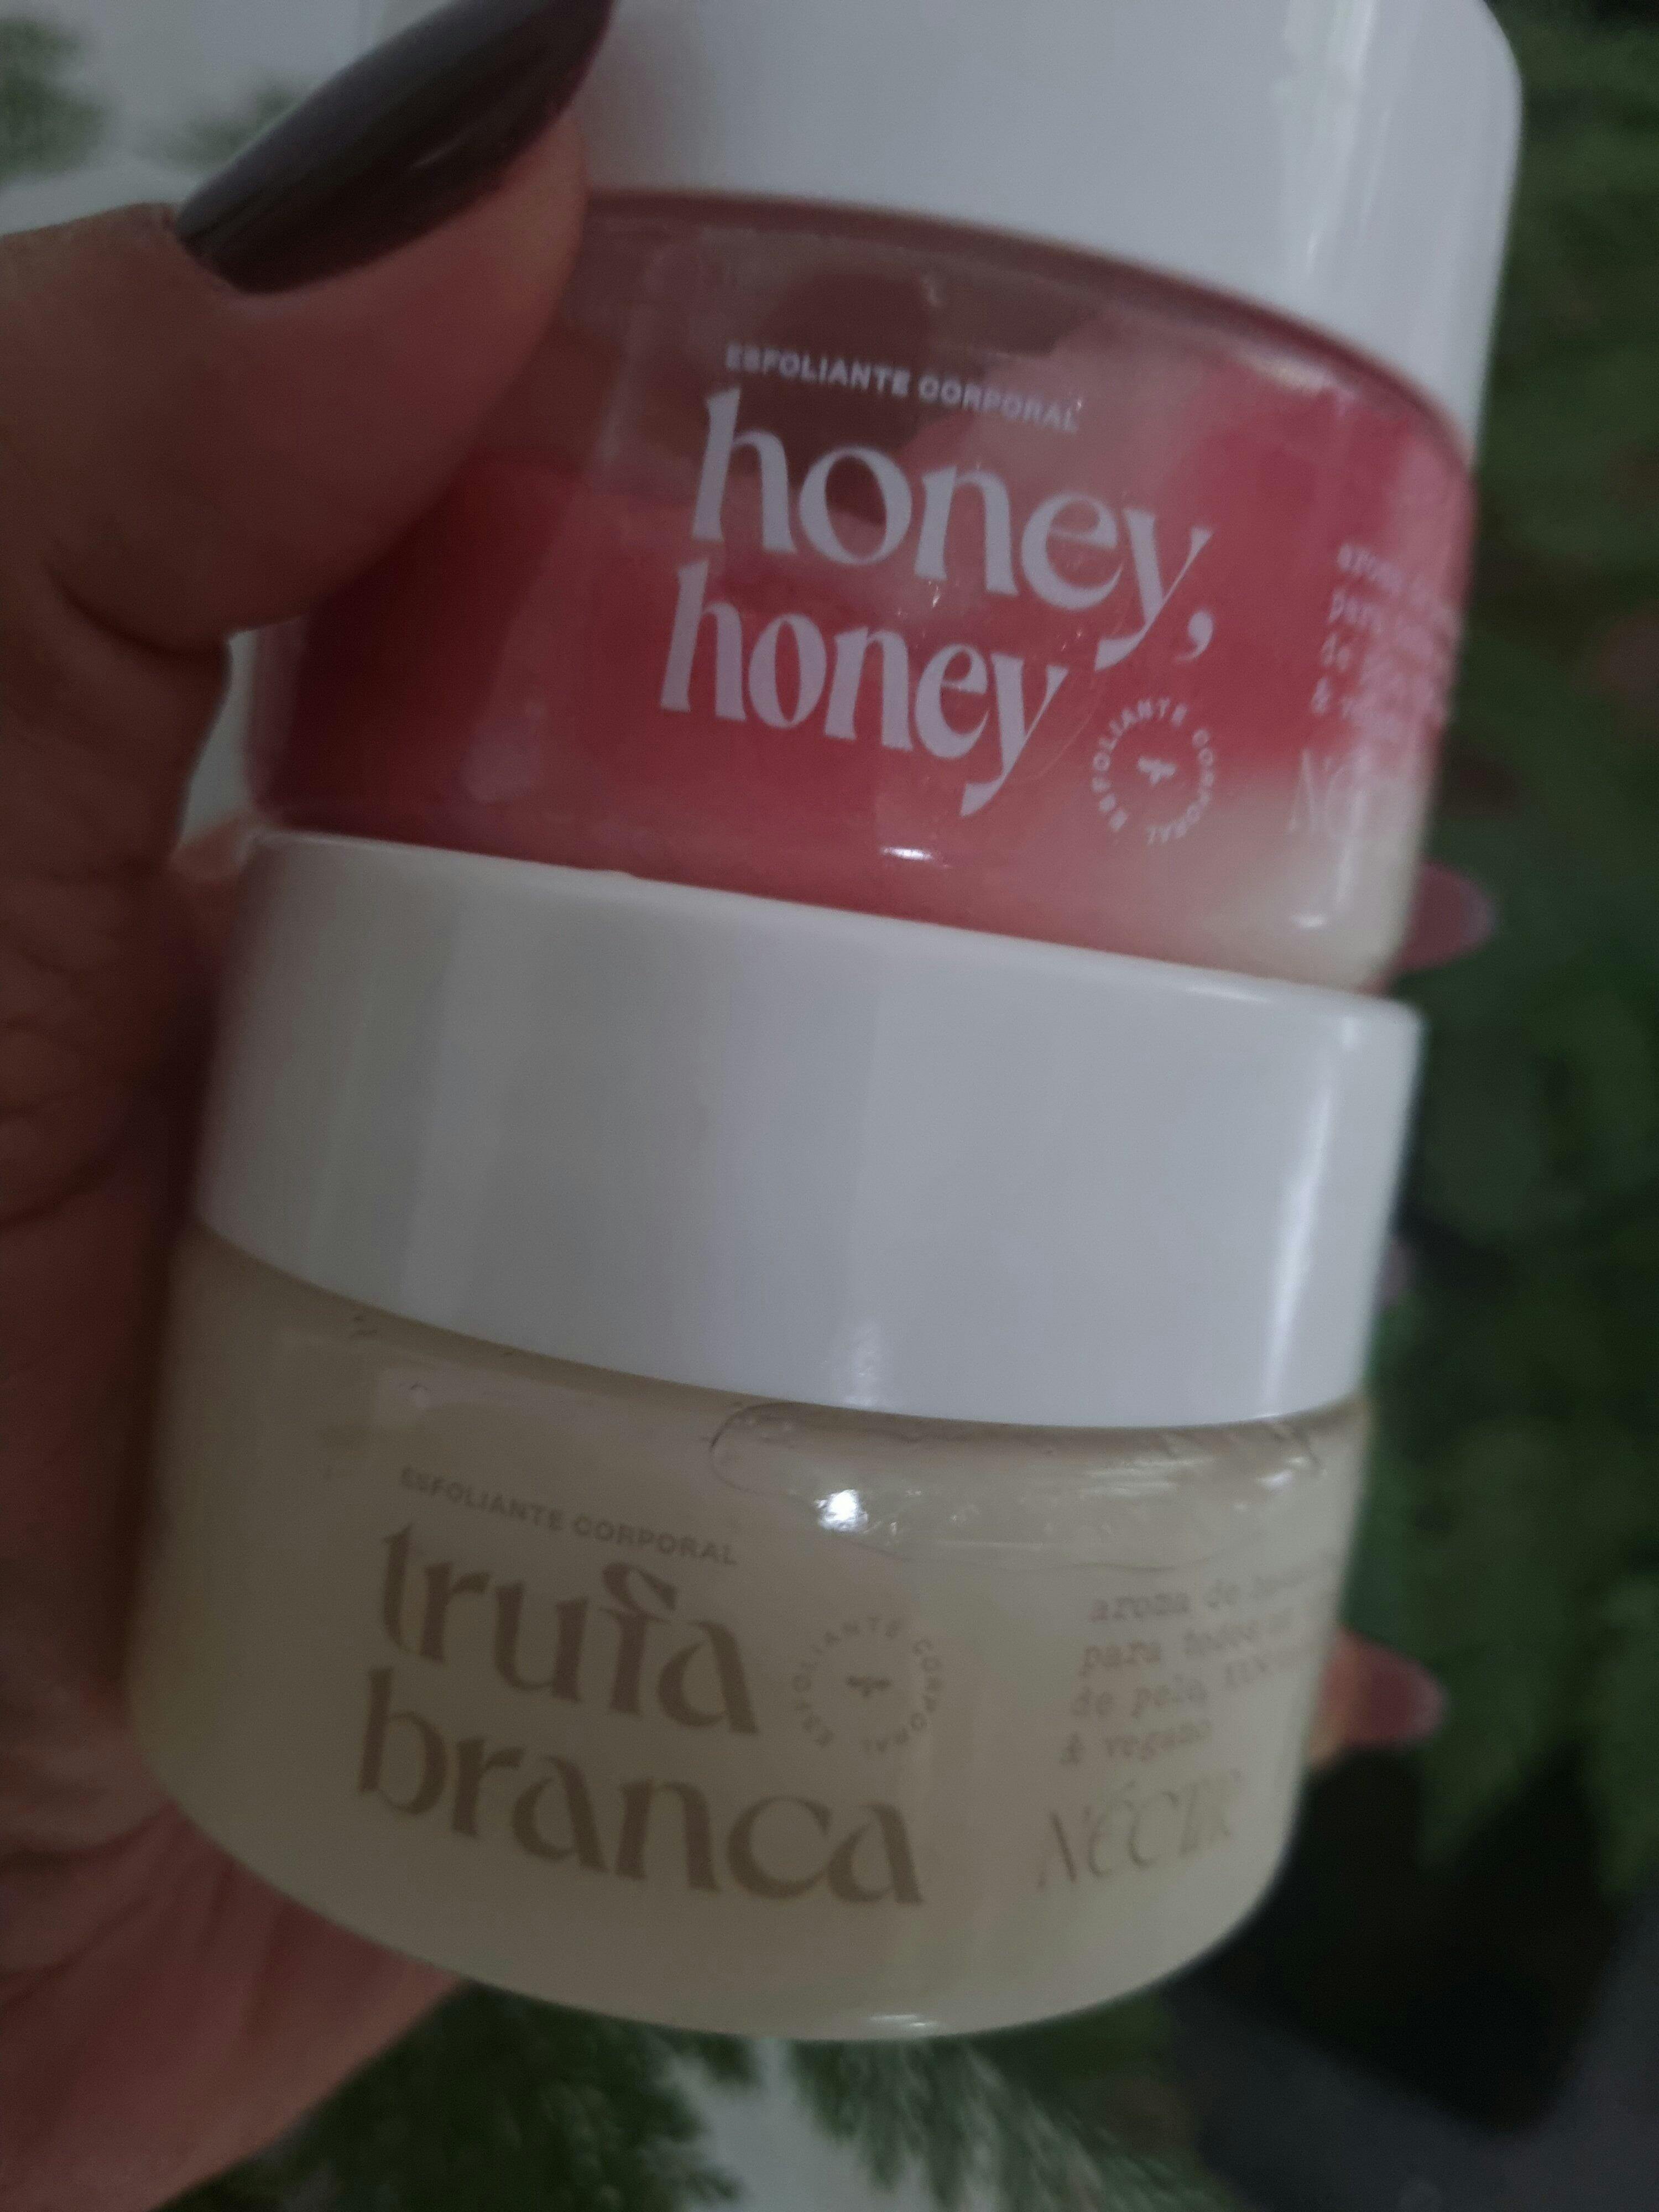 ESFOLIANTE CORPORAL
honey,
honey
ESFOLIANTE CORPORAL
de
&
ESFOLIANTE CORPORAL
trufa
branca
ESFOLIANTE CORPORAL
aroma de
para todos
de pele,
& vegano